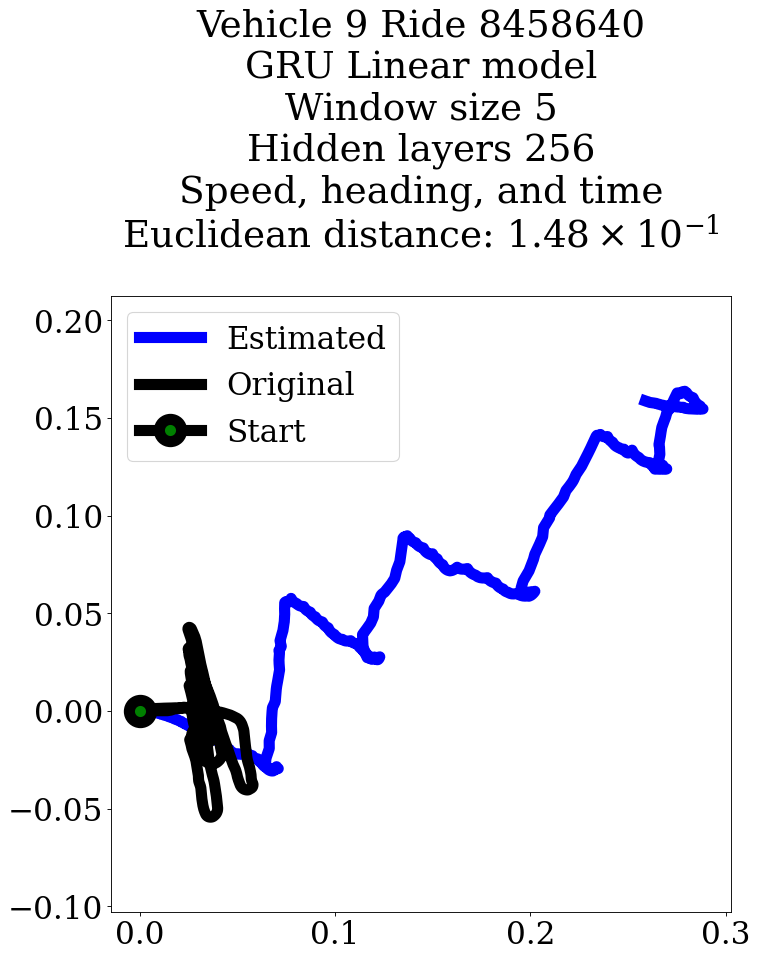 Vehicle 9 Ride 8458640
GRU Linear model
Window size 5
Hidden layers 256
Speed, heading, and time
Euclidean distance: 1.48 × 10⁻¹
Estimated
Original
Start
0.20
0.15
0.10
0.05
0.00
−0.05
−0.10
0.0 0.1 0.2 0.3